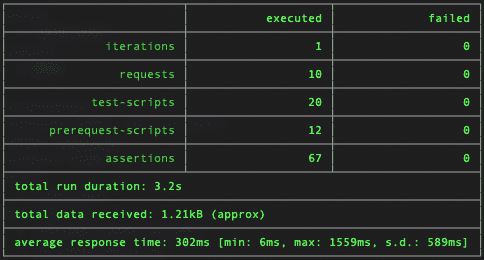 executed failed
iterations 1 0
requests 10 0
test-scripts 20 0
prerequest-scripts 12 0
assertions 67 0
total run duration: 3.2s
total data received: 1.21kB (approx)
average response time: 302ms [min: 6ms, max: 1559ms, s.d.: 589ms]